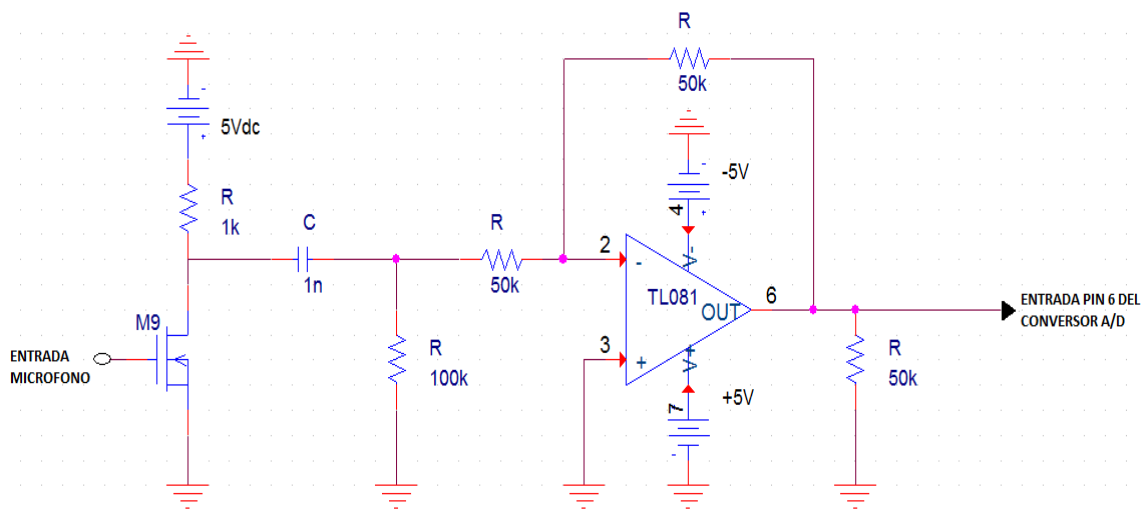 R
50k
5Vdc
-
+
-5V
-
+
4
R
1k
C
1n
R
50k
2
-
V-
TL081
OUT
6
ENTRADA PIN 6 DEL
CONVERSOR A/D
M9
ENTRADA
MICROFONO
R
100k
3
+
V+
R
50k
+5V
7
-